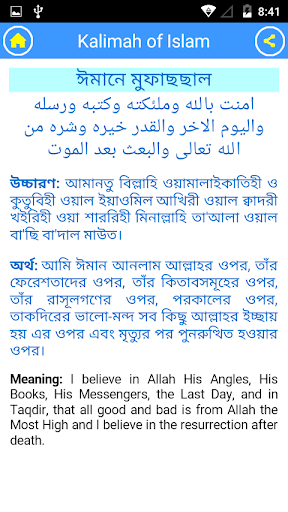 8:41
Kalimah of Islam
ঈমানে মুফাছছাল
امنت بالله وملئكته وكتبه ورسله
واليوم الاخر والقدر خيره وشره من
الله تعالى والبعث بعد الموت
উচ্চারণ: আমানতু বিল্লাহি ওয়ামালাইকাতিহী ও
কুতুবিহী ওয়াল ইয়াওমিল আখিরী ওয়াল ক্বাদরী
খইরিহী ওয়া শাররিহী মিনাল্লাহি তা'আলা ওয়াল
বা'ছি বা'দাল মাউত।
অর্থ: আমি ঈমান আনলাম আল্লাহর ওপর, তাঁর
ফেরেশতাদের ওপর, তাঁর কিতাবসমূহের ওপর,
তাঁর রাসূলগণের ওপর, পরকালের ওপর,
তাকদিরের ভালো-মন্দ সব কিছু আল্লাহর ইচ্ছায়
হয় এর ওপর এবং মৃত্যুর পর পুনরুত্থিত হওয়ার
ওপর।
Meaning: I believe in Allah His Angles, His
Books, His Messengers, the Last Day, and in
Taqdir, that all good and bad is from Allah the
Most High and I believe in the resurrection after
death.